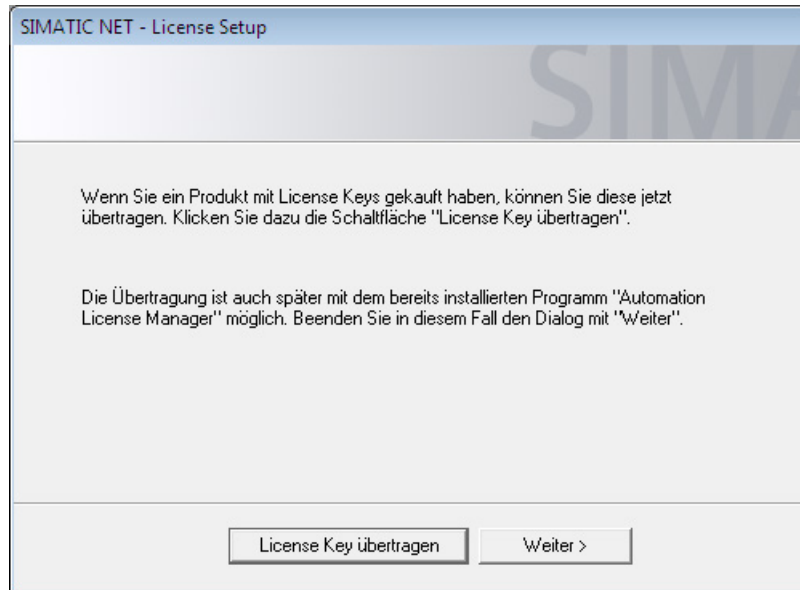 SIMATIC NET - License Setup
SIMA
Wenn Sie ein Produkt mit License Keys gekauft haben, können Sie diese jetzt
übertragen. Klicken Sie dazu die Schaltfläche "License Key übertragen".
Die Übertragung ist auch später mit dem bereits installierten Programm "Automation
License Manager" möglich. Beenden Sie in diesem Fall den Dialog mit "Weiter".
License Key übertragen
Weiter >